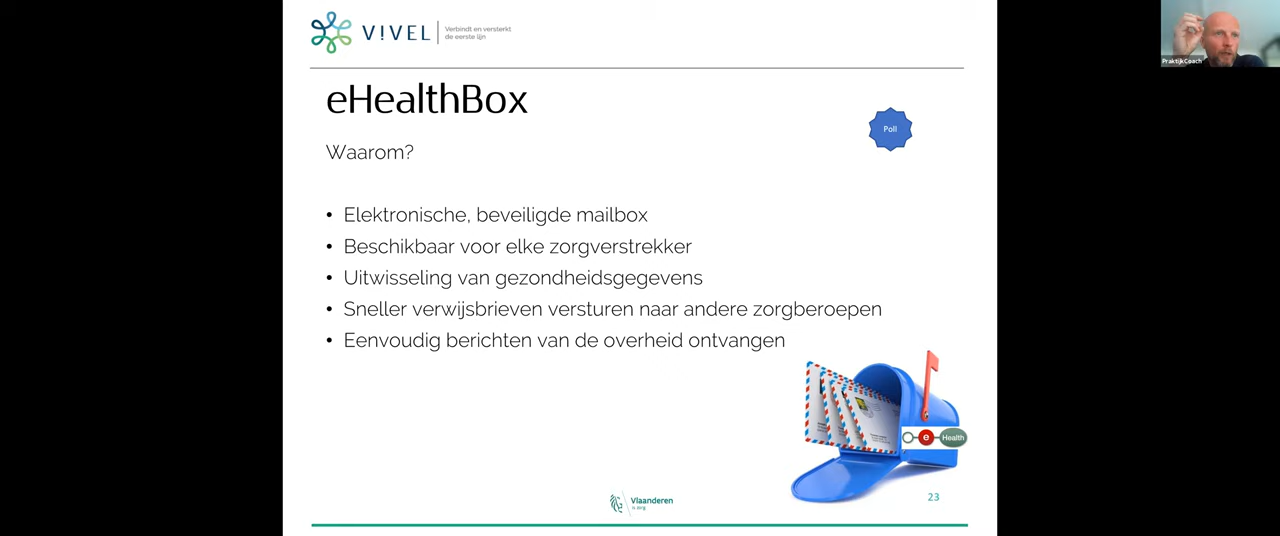 V!VEL
Verbindt en versterkt
de eerste lijn
PraktijkCoach
eHealthBox
Poll
Waarom?
• Elektronische, beveiligde mailbox
• Beschikbaar voor elke zorgverstrekker
• Uitwisseling van gezondheidsgegevens
• Sneller verwijsbrieven versturen naar andere zorgberoepen
• Eenvoudig berichten van de overheid ontvangen
e Health
Vlaanderen
is zorg
23